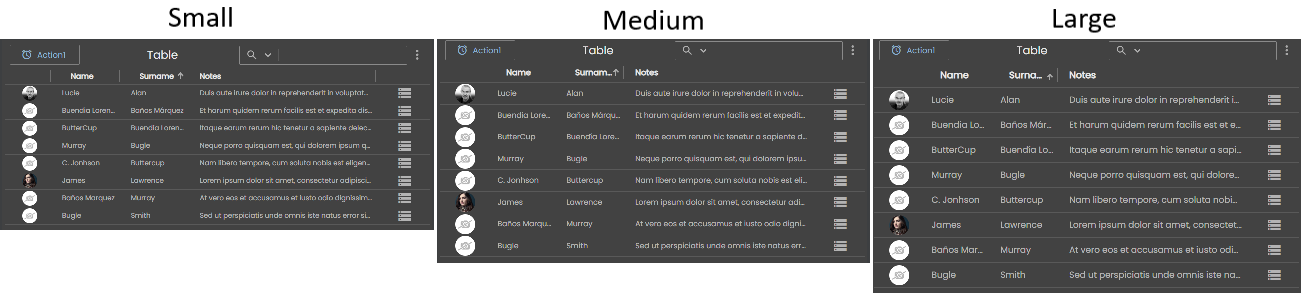 Small
Action1 Table
Name Surname Notes
Lucie Alan Duis aute irure dolor in reprehenderit in voluptat...
Buendia Loren... Baños Márquez Et harum quidem rerum facilis est et expedita dis...
ButterCup Buendia Loren... Itaque earum rerum hic tenetur a sapiente delec...
Murray Bugle Neque porro quisquam est, qui dolorem ipsum q...
C. Jonhson Buttercup Nam libero tempore, cum soluta nobis est eligen...
James Lawrence Lorem ipsum dolor sit amet, consectetur adipisci...
Baños Marquez Murray At vero eos et accusamus et iusto odio dignissim...
Bugle Smith Sed ut perspiciatis unde omnis iste natus error si...
Medium
Action1 Table
Name Surnam... Notes
Lucie Alan Duis aute irure dolor in reprehenderit in volu...
Buendia Lore... Baños Márqu... Et harum quidem rerum facilis est et expedita...
ButterCup Buendia Lore... Itaque earum rerum hic tenetur a sapiente d...
Murray Bugle Neque porro quisquam est, qui dolorem ipsu...
C. Jonhson Buttercup Nam libero tempore, cum soluta nobis est eli...
James Lawrence Lorem ipsum dolor sit amet, consectetur adi...
Baños Marqu... Murray At vero eos et accusamus et iusto odio digni...
Bugle Smith Sed ut perspiciatis unde omnis iste natus err...
Large
Action1 Table
Name Surna... Notes
Lucie Alan Duis aute irure dolor in reprehenderit i...
Buendia Lo... Baños Már... Et harum quidem rerum facilis est et e...
ButterCup Buendia Lo... Itaque earum rerum hic tenetur a sapi...
Murray Bugle Neque porro quisquam est, qui dolore...
C. Jonhson Buttercup Nam libero tempore, cum soluta nobi...
James Lawrence Lorem ipsum dolor sit amet, consectet...
Baños Mar... Murray At vero eos et accusamus et iusto odi...
Bugle Smith Sed ut perspiciatis unde omnis iste na...